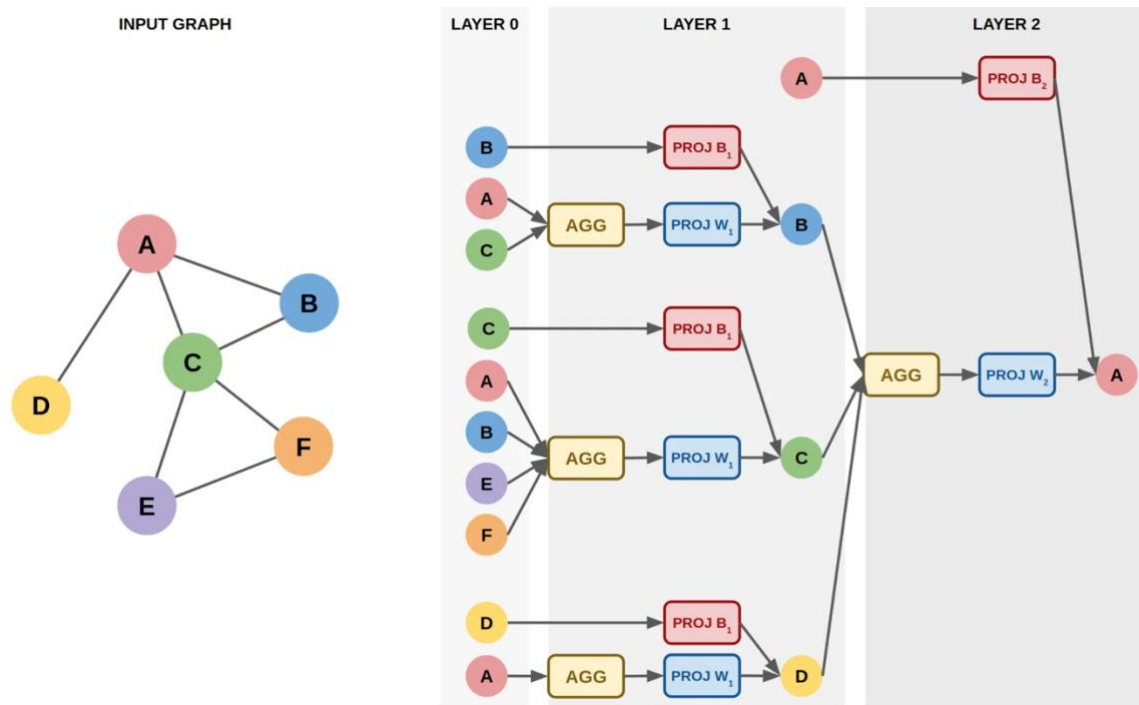 INPUT GRAPH
LAYER 0
LAYER 1
LAYER 2
A
B
C
D
E
F
A
PROJ B2
B
PROJ B1
A
C
AGG
PROJ W1
B
C
PROJ B1
A
B
E
F
AGG
PROJ W1
C
AGG
PROJ W2
A
D
PROJ B1
A
AGG
PROJ W1
D